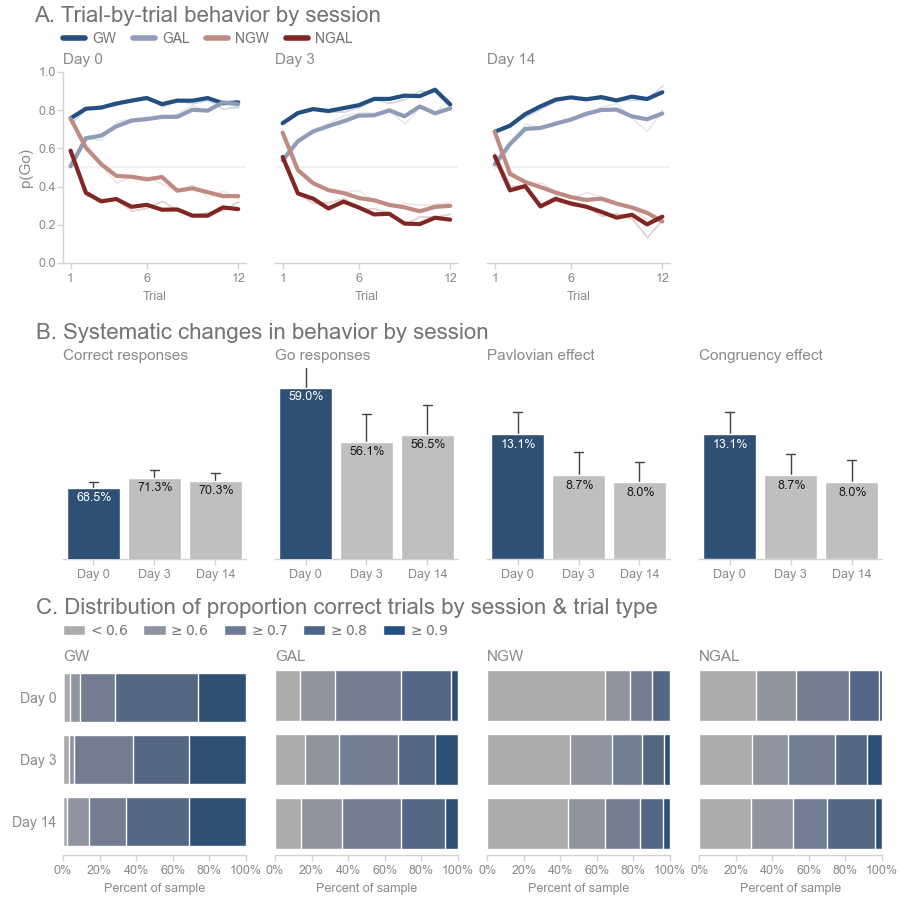 A. Trial-by-trial behavior by session
GW GAL NGW NGAL
Day 0 Day 3 Day 14
1.0
0.8
0.6
0.4
0.2
0.0
p(Go)
1 6 12 1 6 12 1 6 12
Trial Trial Trial
B. Systematic changes in behavior by session
Correct responses Go responses Pavlovian effect Congruency effect
68.5% 71.3% 70.3% 59.0% 56.1% 56.5% 13.1% 8.7% 8.0% 13.1% 8.7% 8.0%
Day 0 Day 3 Day 14 Day 0 Day 3 Day 14 Day 0 Day 3 Day 14 Day 0 Day 3 Day 14
C. Distribution of proportion correct trials by session & trial type
< 0.6 ≥ 0.6 ≥ 0.7 ≥ 0.8 ≥ 0.9
GW GAL NGW NGAL
Day 0
Day 3
Day 14
0% 20% 40% 60% 80% 100% 0% 20% 40% 60% 80% 100% 0% 20% 40% 60% 80% 100% 0% 20% 40% 60% 80% 100%
Percent of sample Percent of sample Percent of sample Percent of sample